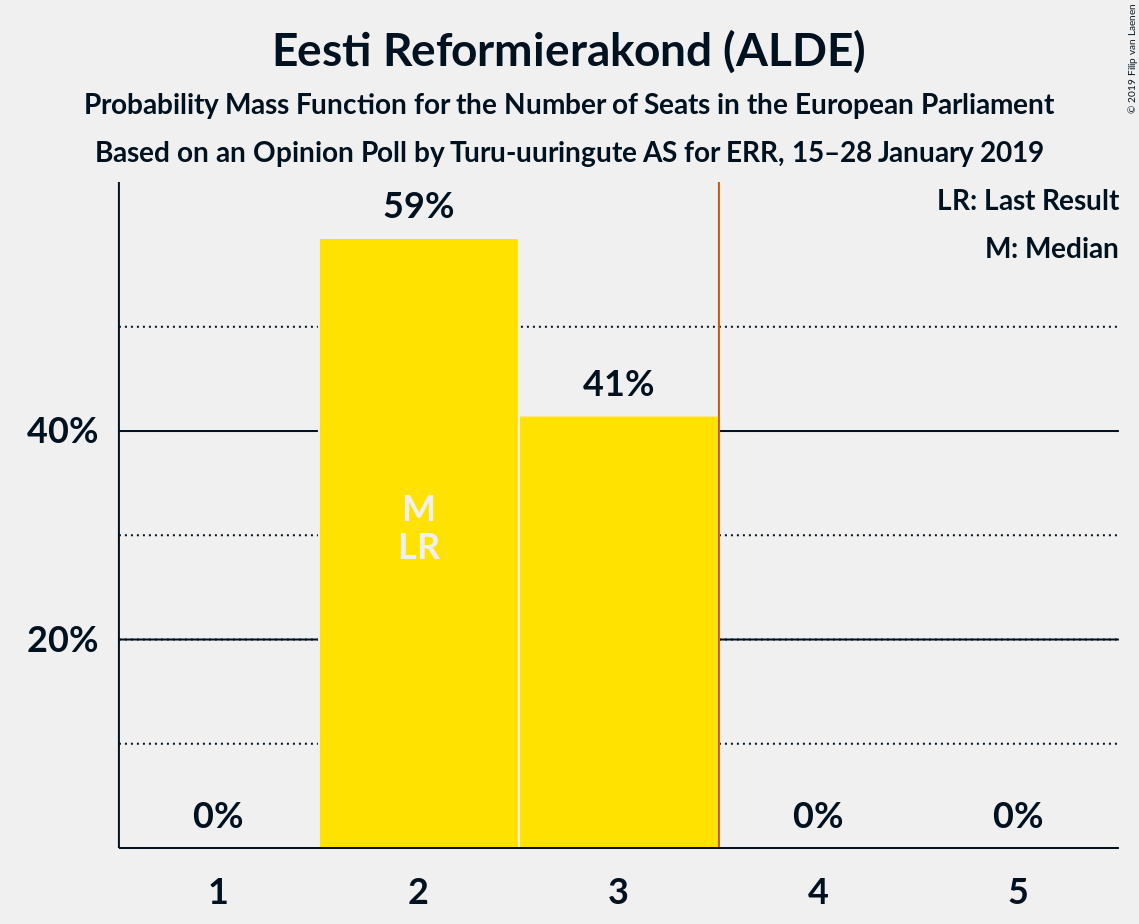 Eesti Reformierakond (ALDE)
Probability Mass Function for the Number of Seats in the European Parliament
Based on an Opinion Poll by Turu-uuringute AS for ERR, 15–28 January 2019
© 2019 Filip van Laenen
LR: Last Result
M: Median
59%
41%
40%
M
LR
20%
0%
0%
0%
1
2
3
4
5